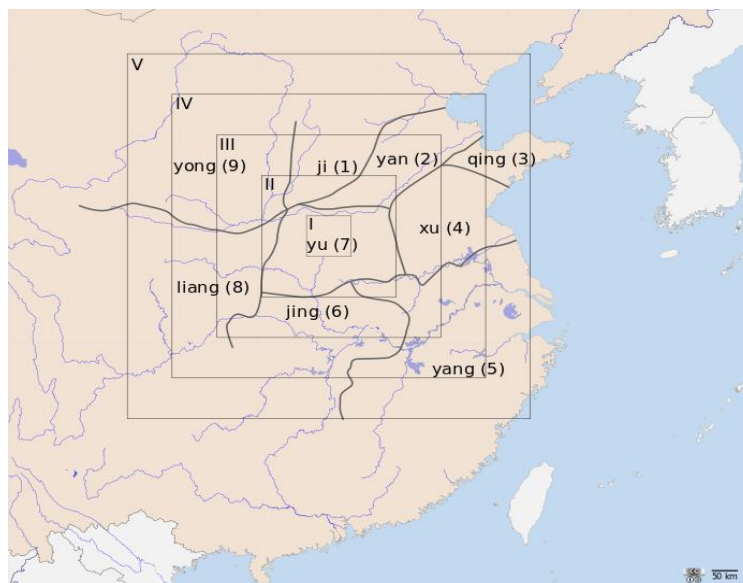 V
IV
III
yong (9)
ji (1)
yan (2)
qing (3)
II
I
yu (7)
xu (4)
liang (8)
jing (6)
yang (5)
50 km